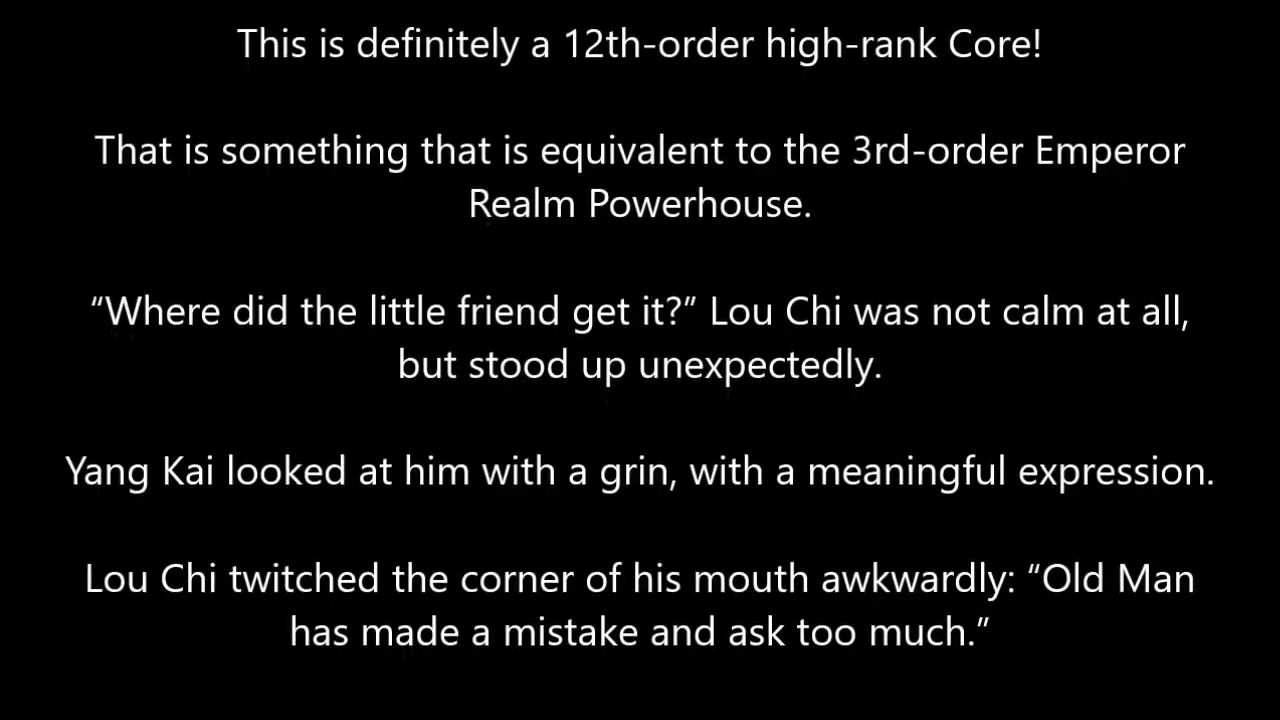 This is definitely a 12th-order high-rank Core!
That is something that is equivalent to the 3rd-order Emperor
Realm Powerhouse.
“Where did the little friend get it?” Lou Chi was not calm at all,
but stood up unexpectedly.
Yang Kai looked at him with a grin, with a meaningful expression.
Lou Chi twitched the corner of his mouth awkwardly: “Old Man
has made a mistake and ask too much.”